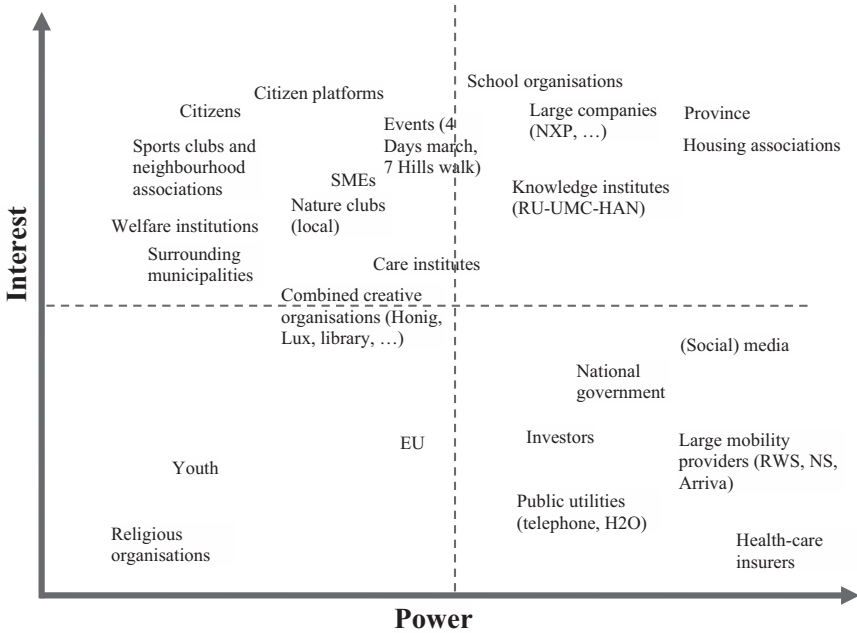 School organisations
Citizen platforms
Citizens
Large companies
(NXP, …)
Province
Events (4
Days march,
7 Hills walk)
Sports clubs and
neighbourhood
associations
Housing associations
SMEs
Knowledge institutes
(RU-UMC-HAN)
Nature clubs
(local)
Welfare institutions
Surrounding
municipalities
Care institutes
Interest
Combined creative
organisations (Honig,
Lux, library, …)
(Social) media
National
government
EU
Investors
Large mobility
providers (RWS, NS,
Arriva)
Youth
Public utilities
(telephone, H2O)
Religious
organisations
Health-care
insurers
Power